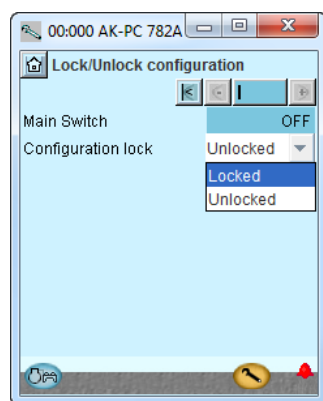 00:000 AK-PC 782A
Lock/Unlock configuration
Main Switch OFF
Configuration lock Unlocked
Locked
Unlocked